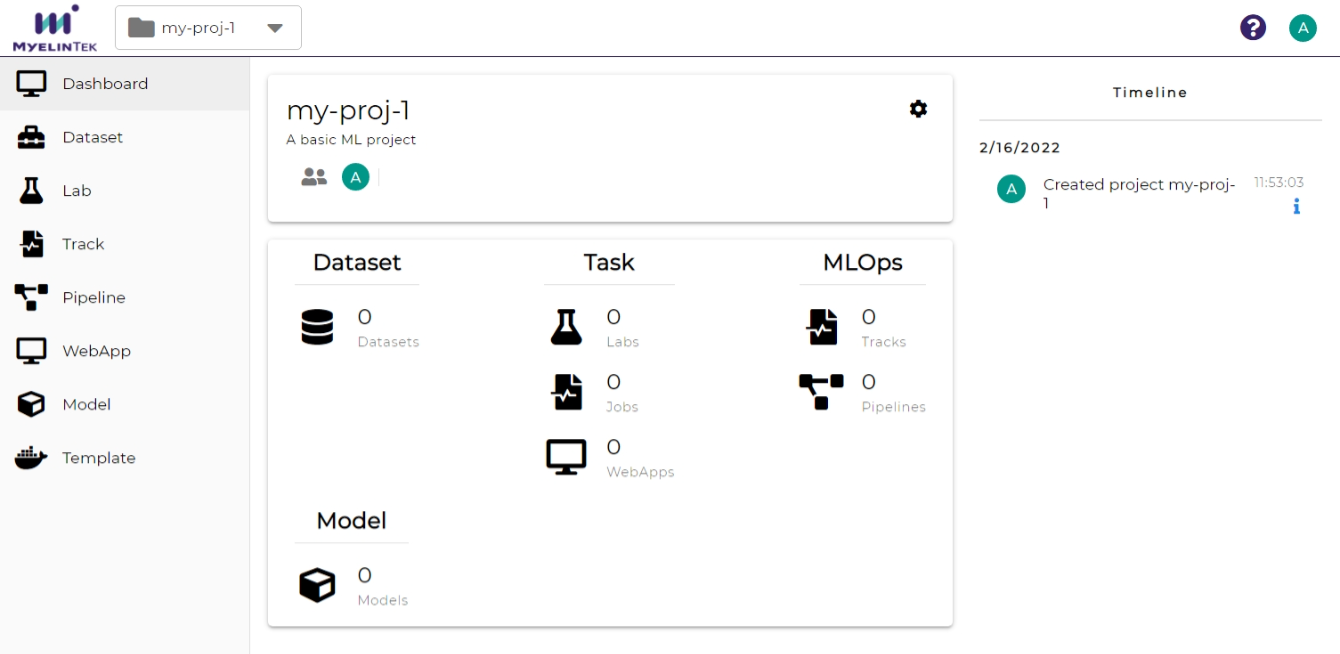 MYELINTEK
my-proj-1
?
A
Dashboard
Dataset
Lab
Track
Pipeline
WebApp
Model
Template
my-proj-1
A basic ML project
A
Dataset
0
Datasets
Task
0
Labs
0
Jobs
0
WebApps
MLOps
0
Tracks
0
Pipelines
Model
0
Models
Timeline
2/16/2022
A
Created project my-proj-
1
11:53:03
i